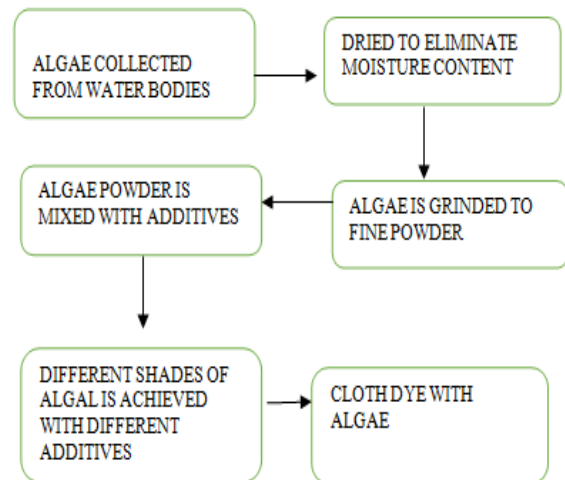 ALGAE COLLECTED
FROM WATER BODIES
DRIED TO ELIMINATE
MOISTURE CONTENT
ALGAE IS GRINDED TO
FINE POWDER
ALGAE POWDER IS
MIXED WITH ADDITIVES
DIFFERENT SHADES OF
ALGAL IS ACHIEVED
WITH DIFFERENT
ADDITIVES
CLOTH DYE WITH
ALGAE